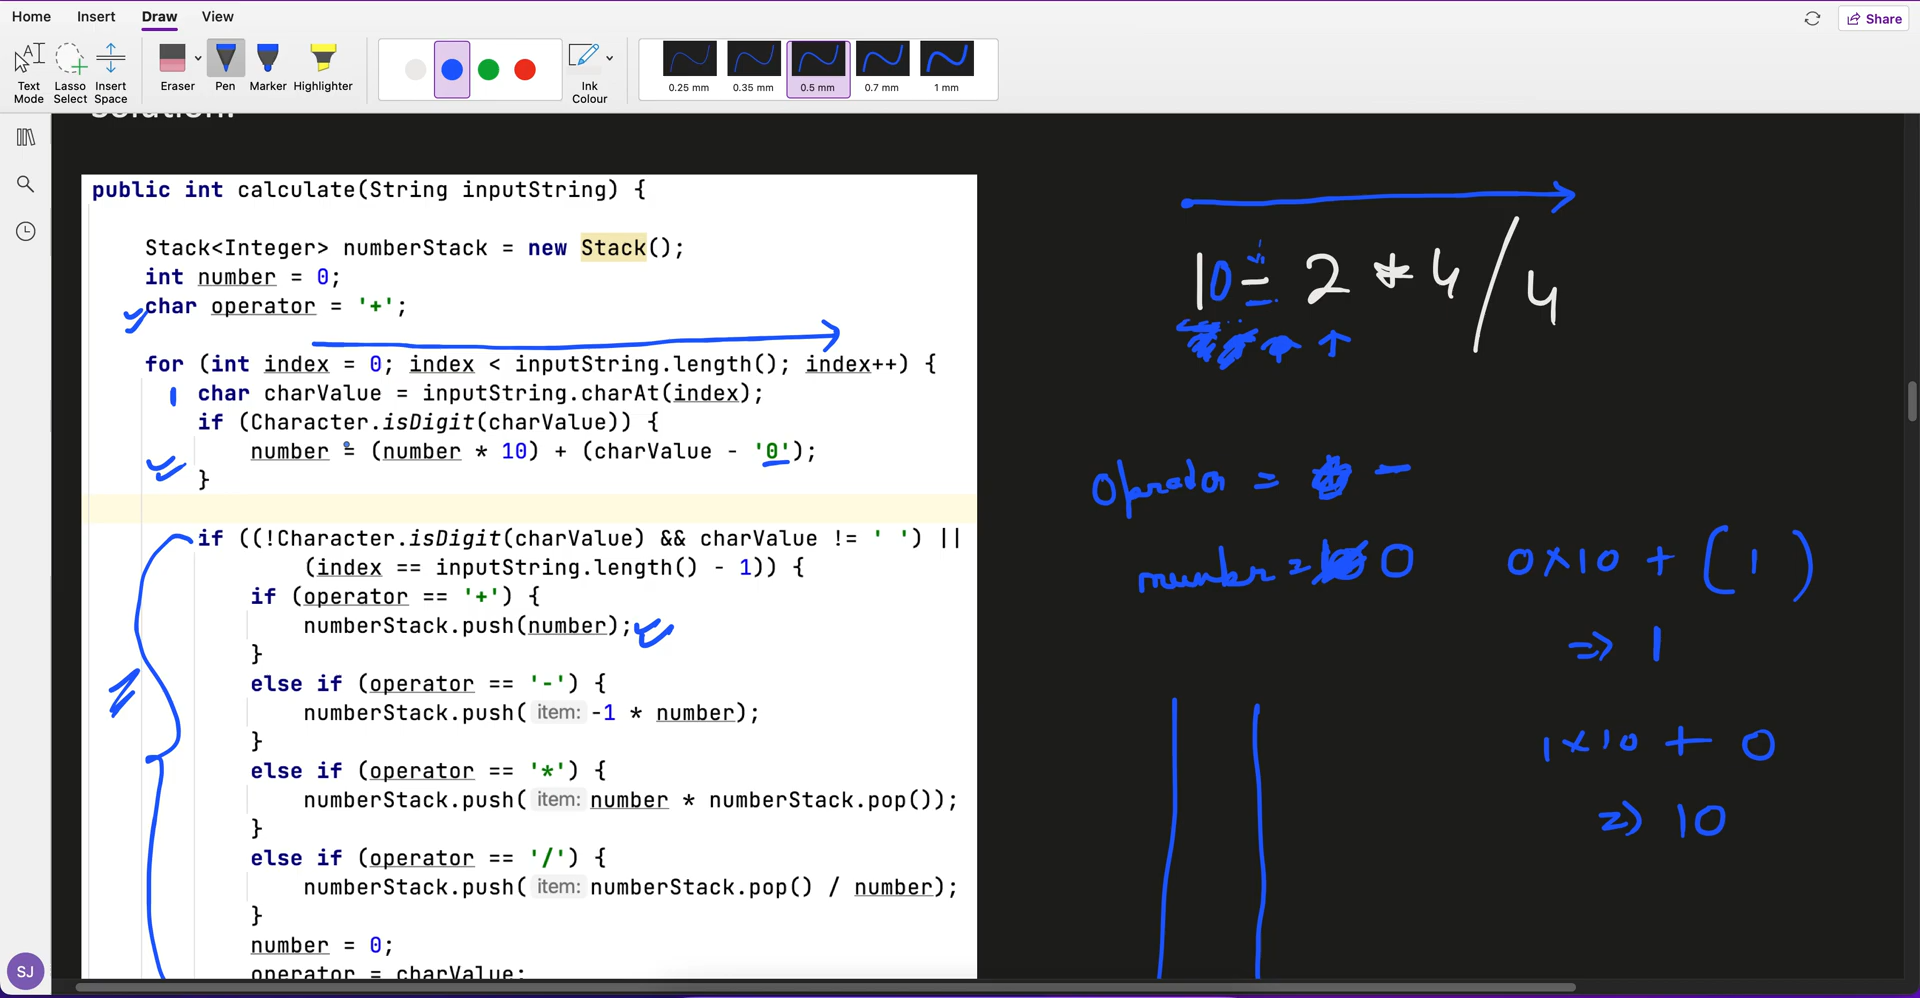 Home Insert Draw View
Share
Text Mode
Lasso Select
Insert Space
Eraser
Pen
Marker
Highlighter
Ink Colour
0.25 mm
0.35 mm
0.5 mm
0.7 mm
1 mm
Solution:
public int calculate(String inputString) {
Stack<Integer> numberStack = new Stack();
int number = 0;
char operator = '+';
for (int index = 0; index < inputString.length(); index++) {
char charValue = inputString.charAt(index);
if (Character.isDigit(charValue)) {
number = (number * 10) + (charValue - '0');
}
if ((!Character.isDigit(charValue) && charValue != ' ') ||
(index == inputString.length() - 1)) {
if (operator == '+') {
numberStack.push(number);
}
else if (operator == '-') {
numberStack.push( item: -1 * number);
}
else if (operator == '*') {
numberStack.push( item: number * numberStack.pop());
}
else if (operator == '/') {
numberStack.push( item: numberStack.pop() / number);
}
number = 0;
operator = charValue;
SJ
10 - 2 * 4 / 4
Operador = -
number = 0
0 x 10 + ( 1 )
=> 1
1 x 10 + 0
=> 10